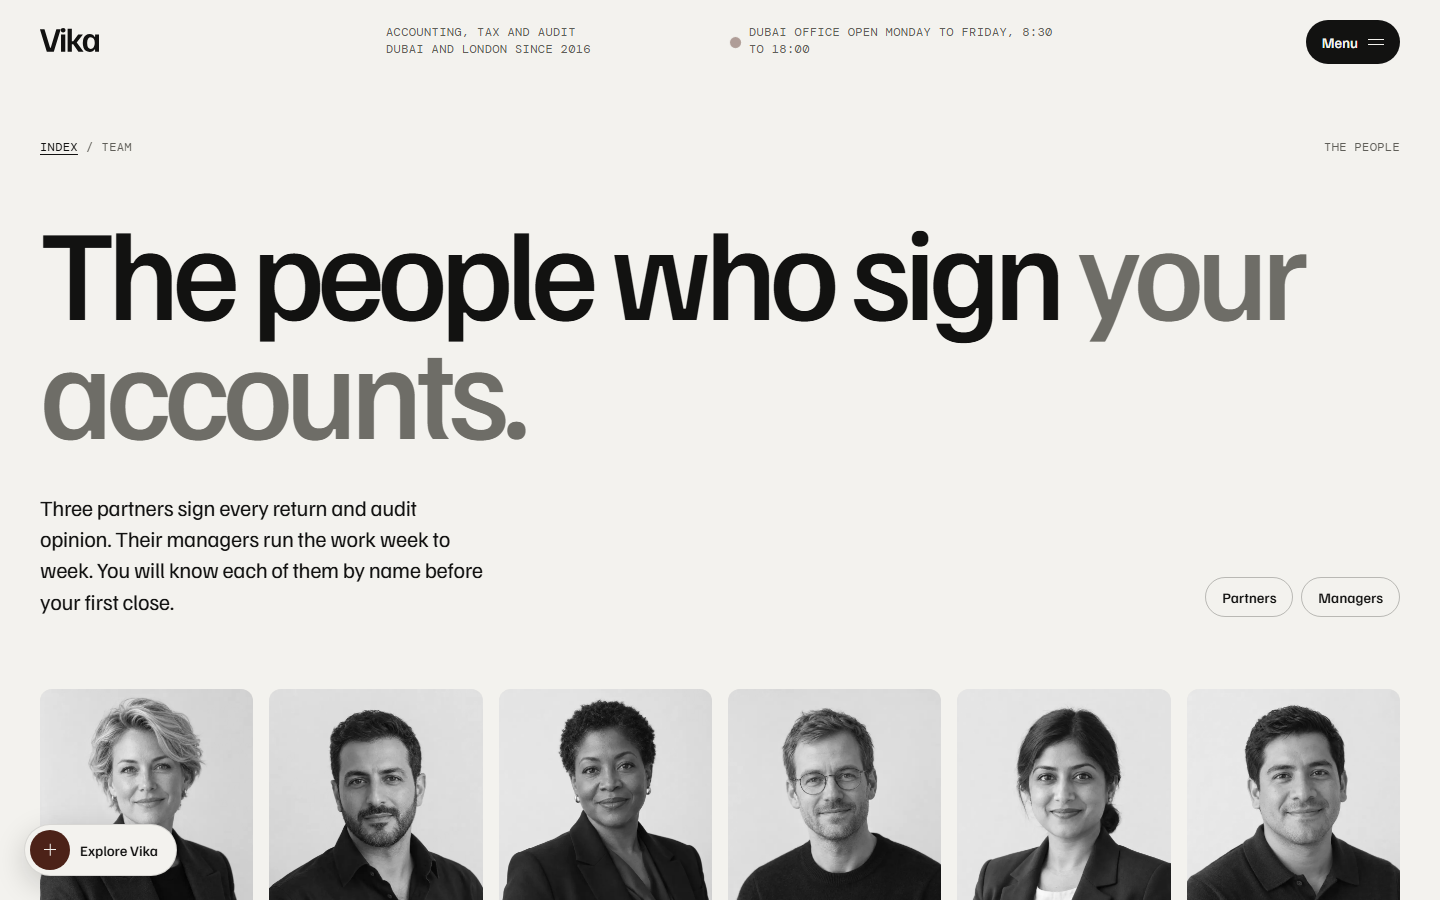 Vika
ACCOUNTING, TAX AND AUDIT
DUBAI AND LONDON SINCE 2016
DUBAI OFFICE OPEN MONDAY TO FRIDAY, 8:30
TO 18:00
Menu
INDEX / TEAM
THE PEOPLE
The people who sign your
accounts.
Three partners sign every return and audit
opinion. Their managers run the work week to
week. You will know each of them by name before
your first close.
Partners
Managers
Explore Vika